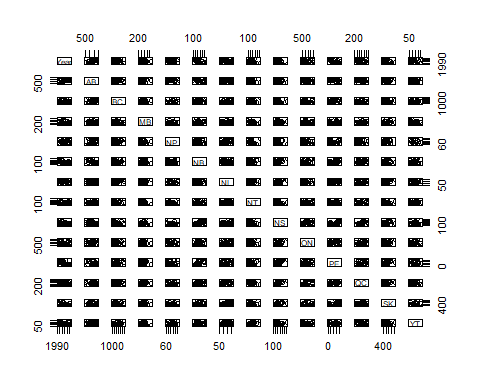 500 200 100 100 500 200 50
Year 1990
500 AB
BC 1000
200 MB
NP 60
100 NB
NL 50
100 NT
NS 100
500 ON
PE 0
200 QC
SK 400
50 YT
1990 1000 60 50 100 0 400